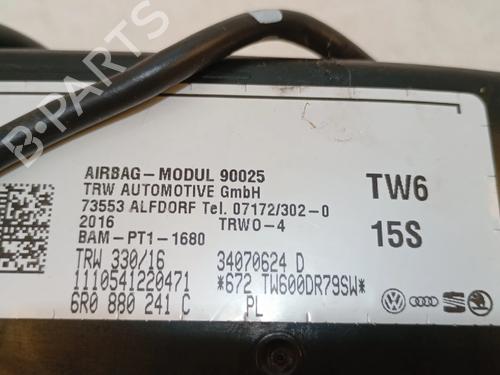 B-PARTS
AIRBAG-MODUL 90025
TRW AUTOMOTIVE GmbH
73553 ALFDORF Tel. 07172/302-0
2016 TRWO-4
BAM-PT1-1680
TRW 330/16 34070624 D
1110541220471 *672 TW600DR79SW*
6R0 880 241 C PL
TW6
15S